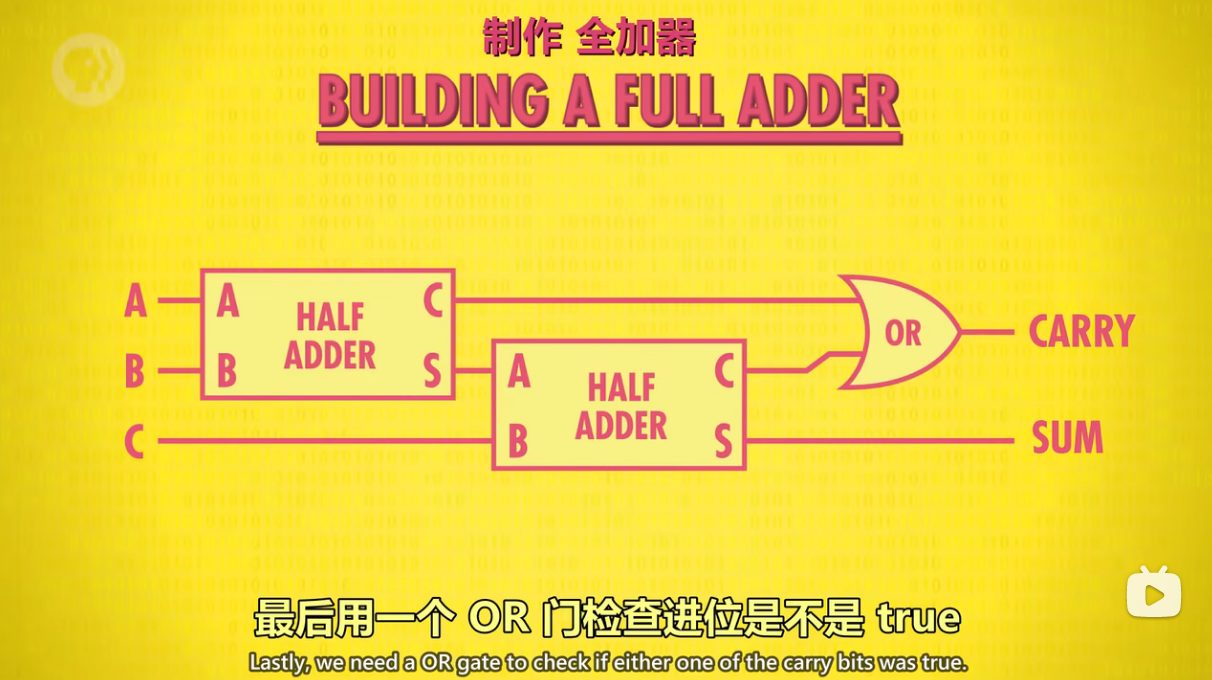 制作 全加器
BUILDING A FULL ADDER
A
A
HALF
ADDER
C
B
B
S
C
A
HALF
ADDER
C
B
S
OR
CARRY
SUM
最后用一个 OR 门检查进位是不是 true
Lastly, we need a OR gate to check if either one of the carry bits was true.